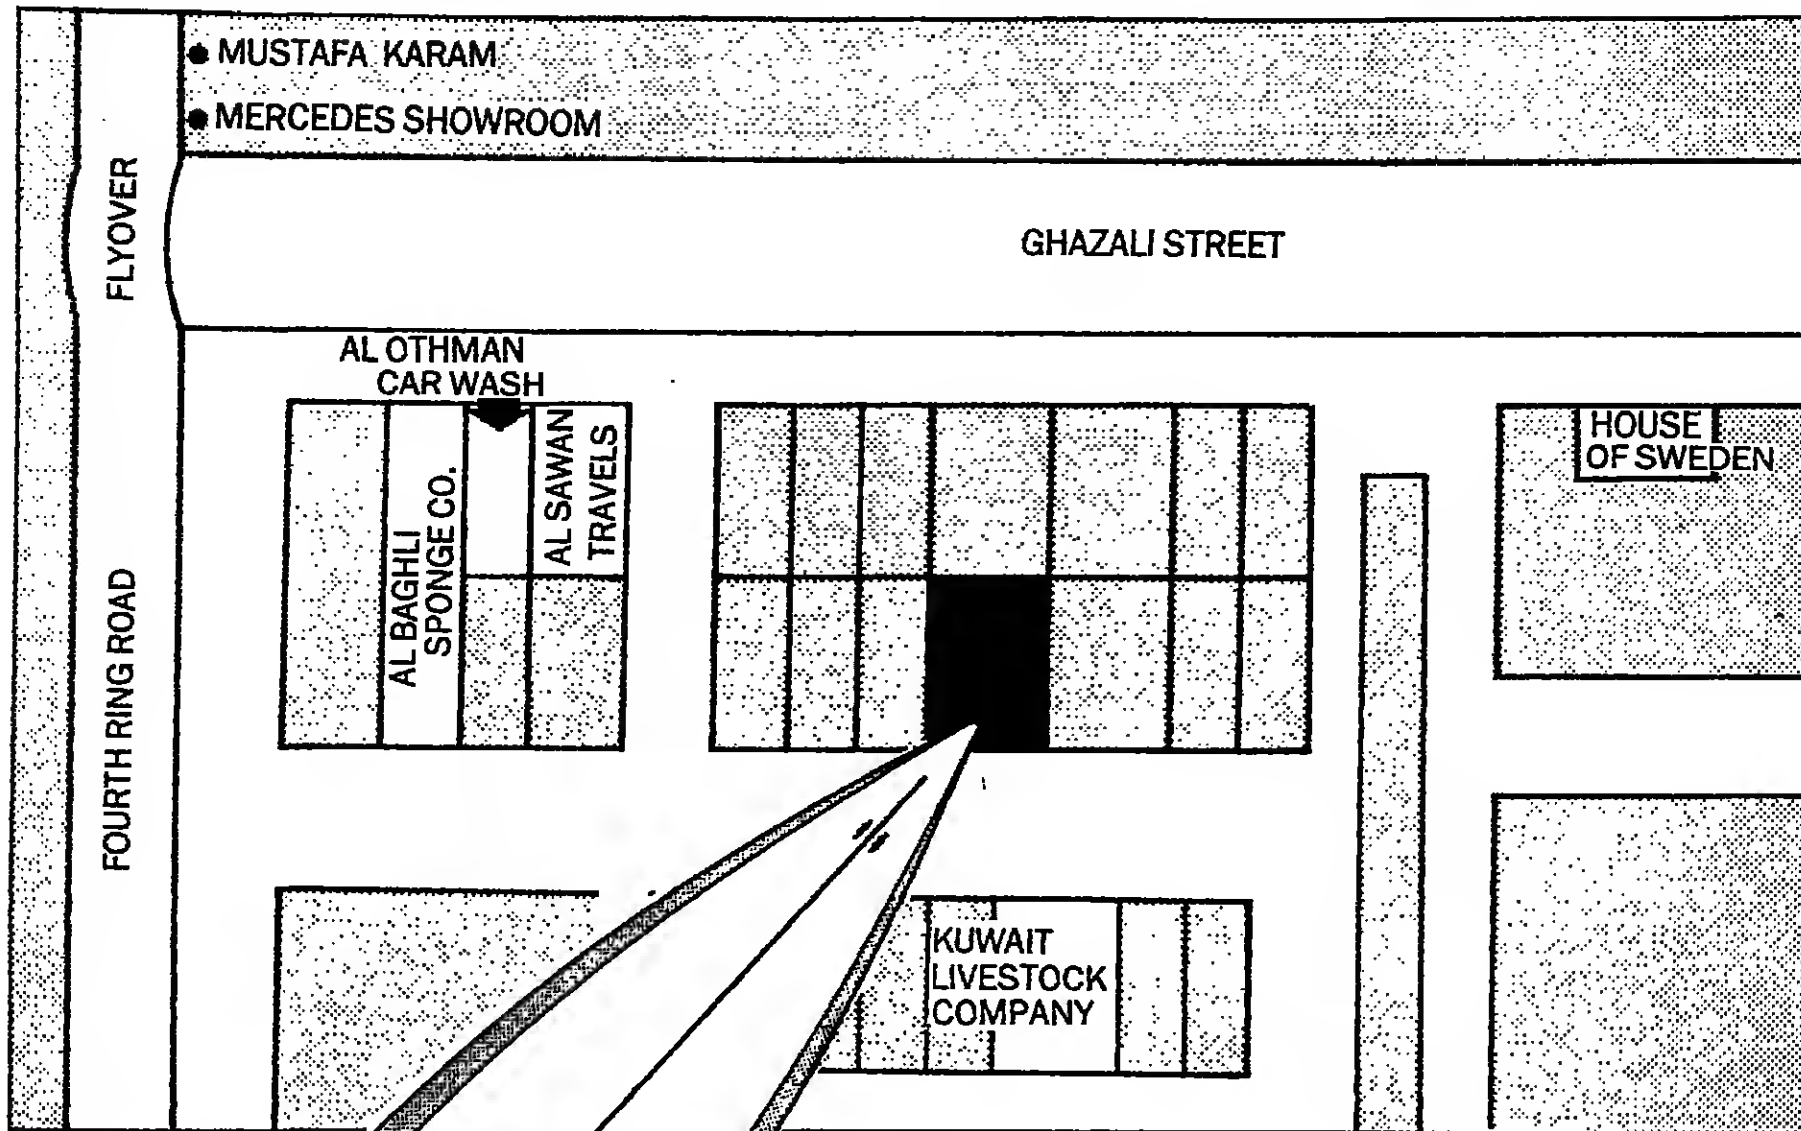 MUSTAFA KARAM
MERCEDES SHOWROOM
FLYOVER
GHAZALI STREET
AL OTHMAN
CAR WASH
FOURTH RING ROAD
AL BAGHLI
SPONGE CO.
AL SAWAN
TRAVELS
HOUSE
OF SWEDEN
KUWAIT
LIVESTOCK
COMPANY